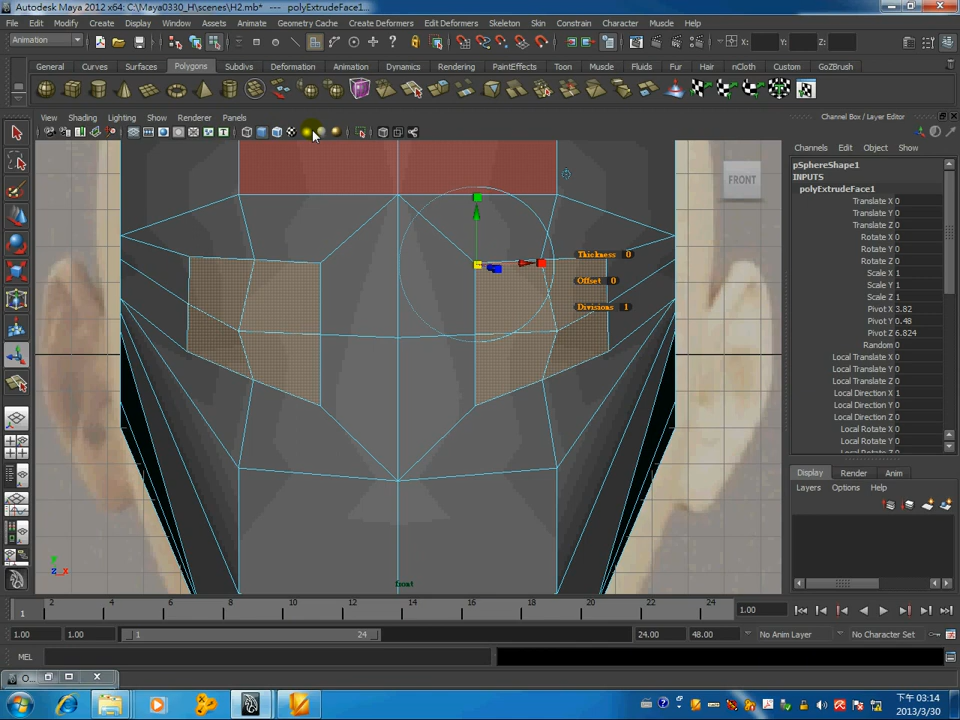 Autodesk Maya 2012 x64: C:\Maya0330_H\scenes\H2.mb* --- polyExtrudeFace1...
File Edit Modify Create Display Window Assets Animate Geometry Cache Create Deformers Edit Deformers Skeleton Skin Constrain Character Muscle Help
Animation
X: Y: Z:
General Curves Surfaces Polygons Subdivs Deformation Animation Dynamics Rendering PaintEffects Toon Muscle Fluids Fur Hair nCloth Custom GoZBrush
View Shading Lighting Show Renderer Panels
Channel Box / Layer Editor
Channels Edit Object Show
pSphereShape1
INPUTS
polyExtrudeFace1
Translate X 0
Translate Y 0
Translate Z 0
Rotate X 0
Rotate Y 0
Rotate Z 0
Scale X 1
Scale Y 1
Scale Z 1
Pivot X 3.82
Pivot Y 0.48
Pivot Z 6.824
Random 0
Local Translate X 0
Local Translate Y 0
Local Translate Z 0
Local Direction X 1
Local Direction Y 0
Local Direction Z 0
Local Rotate X 0
Local Rotate Y 0
FRONT
Thickness 0
Offset 0
Divisions 1
front
Display Render Anim
Layers Options Help
1 2 4 6 8 10 12 14 16 18 20 22 24 1.00
1.00 1.00 1 24 24.00 48.00 No Anim Layer No Character Set
MEL
O...
下午 03:14
2013/3/30